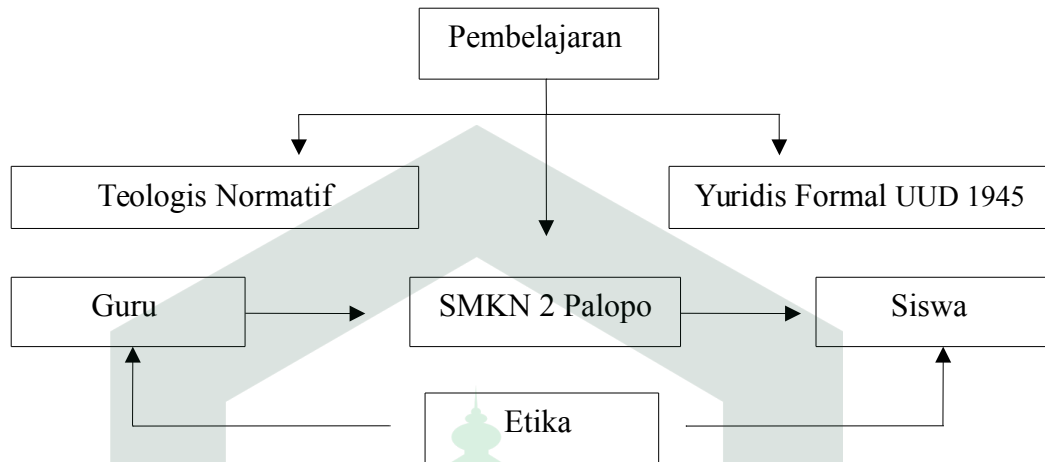 Pembelajaran
Teologis Normatif
Yuridis Formal UUD 1945
Guru
SMKN 2 Palopo
Siswa
Etika